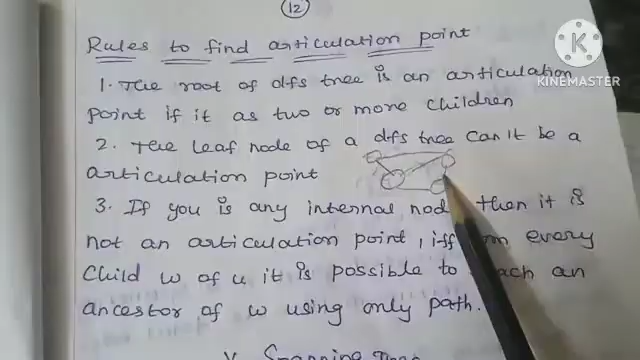 12
Rules to find articulation point
1. The root of dfs tree is an articulation
point if it as two or more children
2. The leaf node of a dfs tree can't be a
articulation point
3. If you is any internal node then it is
not an articulation point, iff from every
child w of u it is possible to reach an
ancestor of w using only path.
Spanning Tree
K
KINEMASTER